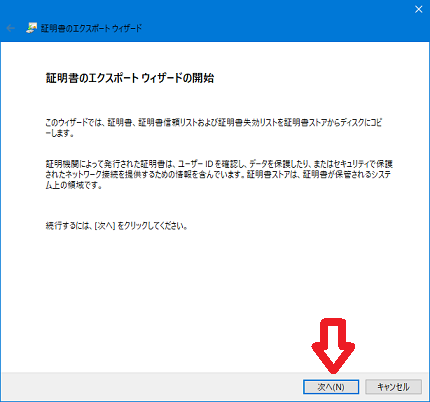 証明書のエクスポート ウィザード
証明書のエクスポート ウィザードの開始
このウィザードでは、証明書、証明書信頼リストおよび証明書失効リストを証明書ストアからディスクにコピ
ーします。
証明機関によって発行された証明書は、ユーザー ID を確認し、データを保護したり、またはセキュリティで保護
されたネットワーク接続を提供するための情報を含んでいます。証明書ストアは、証明書が保管されるシステ
ム上の領域です。
続行するには、[次へ] をクリックしてください。
次へ(N)
キャンセル